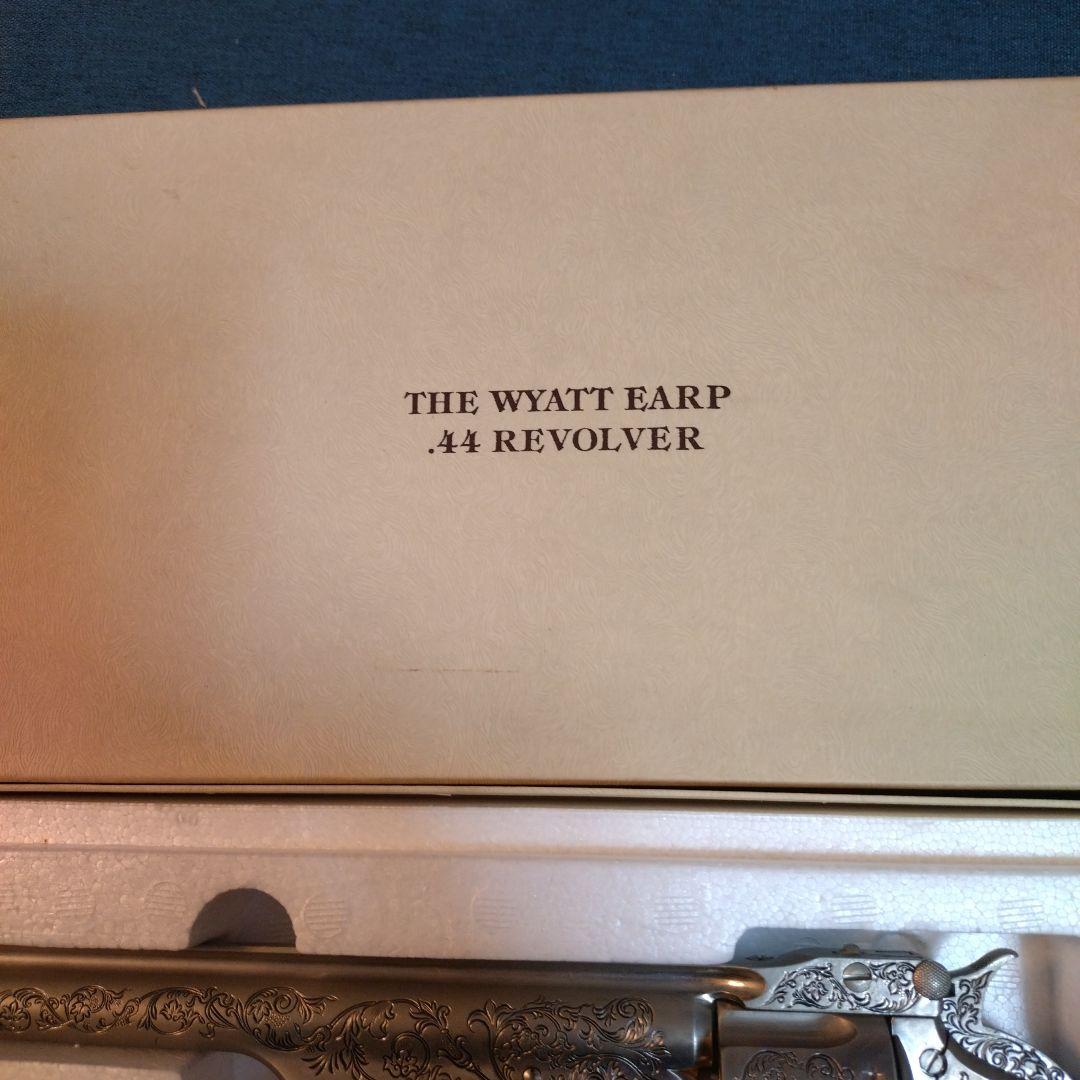 THE WYATT EARP
.44 REVOLVER